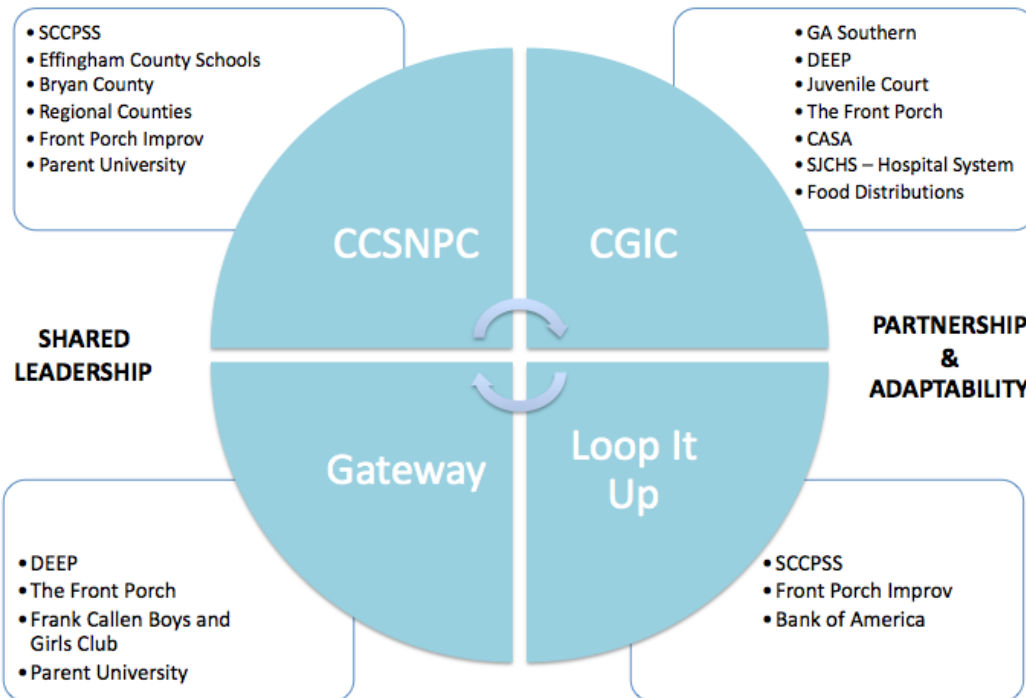 • SCCPSS
• Effingham County Schools
• Bryan County
• Regional Counties
• Front Porch Improv
• Parent University
• GA Southern
• DEEP
• Juvenile Court
• The Front Porch
• CASA
• SJCHS – Hospital System
• Food Distributions
CCSNPC
CGIC
SHARED
LEADERSHIP
PARTNERSHIP
&
ADAPTABILITY
Gateway
Loop It
Up
• DEEP
• The Front Porch
• Frank Callen Boys and
Girls Club
• Parent University
• SCCPSS
• Front Porch Improv
• Bank of America